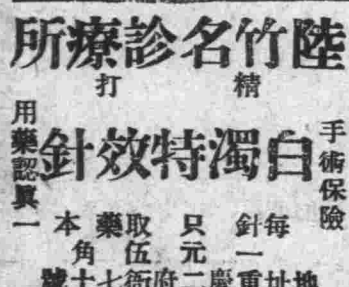 陸竹名診療所
精打
白濁特效針
手術保險
用藥認眞一
每針一
只元
取伍
藥角
本
地址重慶二府衙七十號